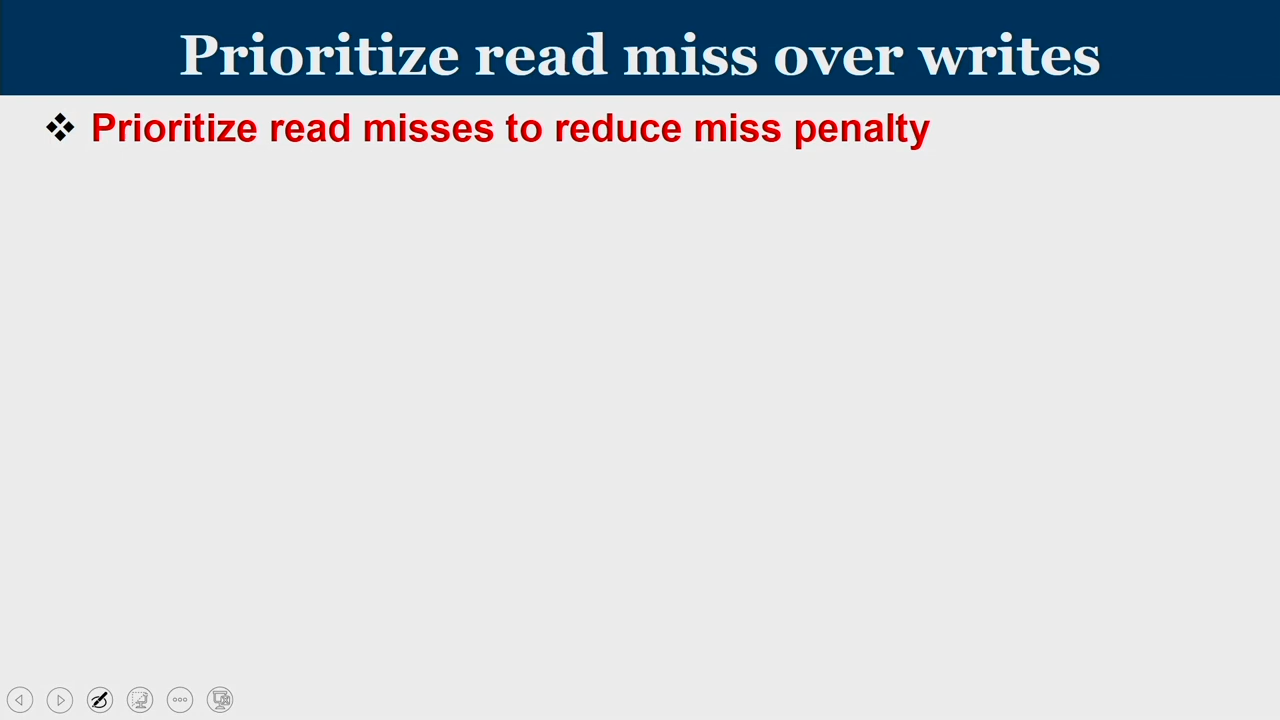 Prioritize read miss over writes
Prioritize read misses to reduce miss penalty